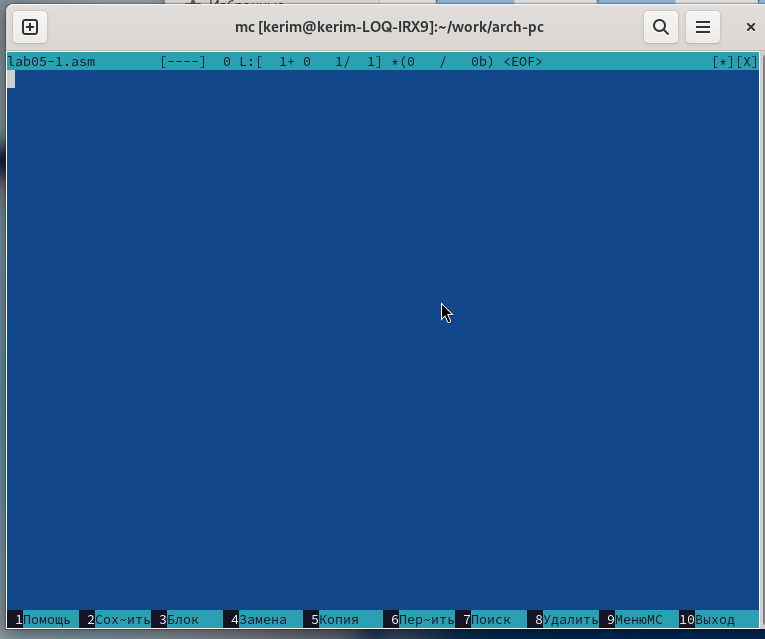 mc [kerim@kerim-LOQ-IRX9]:~/work/arch-pc
lab05-1.asm [----] 0 L:[ 1+ 0 1/ 1] *(0 / 0b) <EOF> [*][X]
1Помощь 2Сох~ить 3Блок 4Замена 5Копия 6Пер~ить 7Поиск 8Удалить 9МенюMC 10Выход